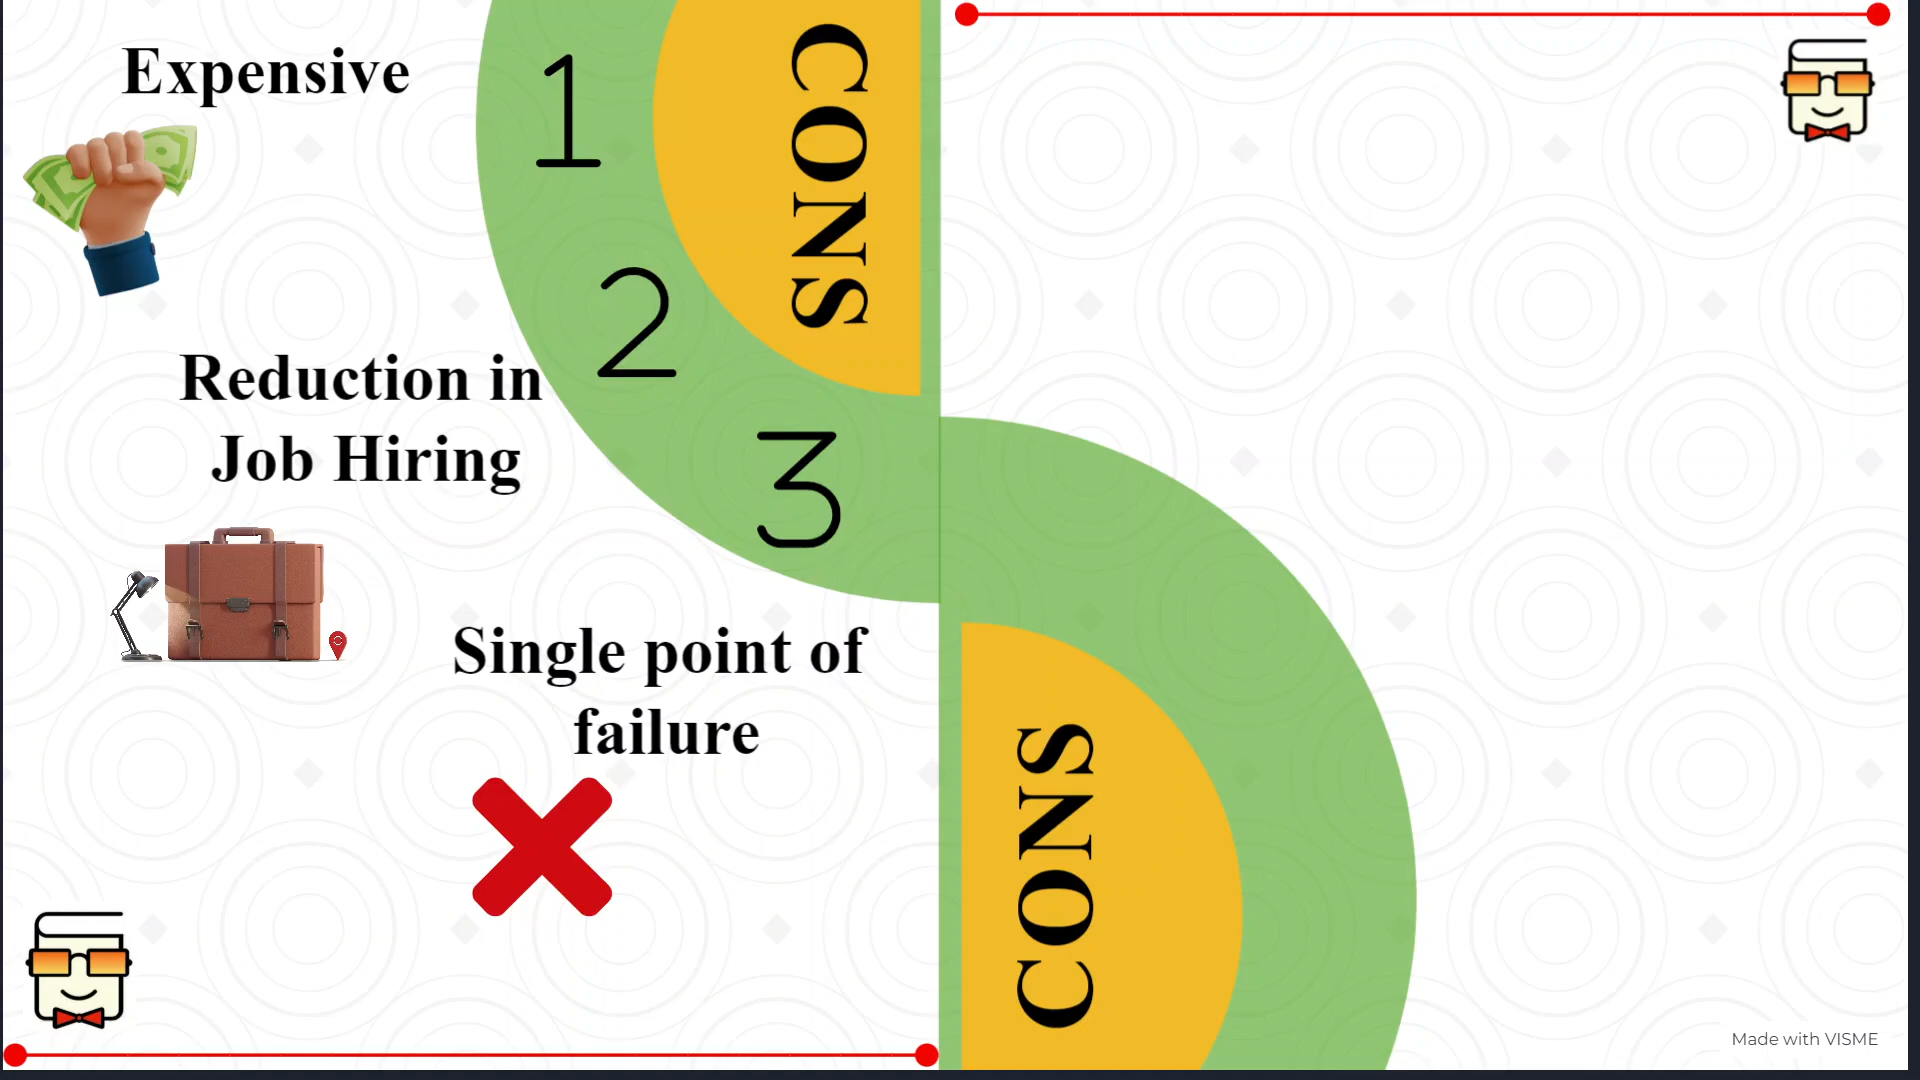 Expensive
1
CONS
2
Reduction in
Job Hiring
3
Single point of
failure
CONS
Made with VISME